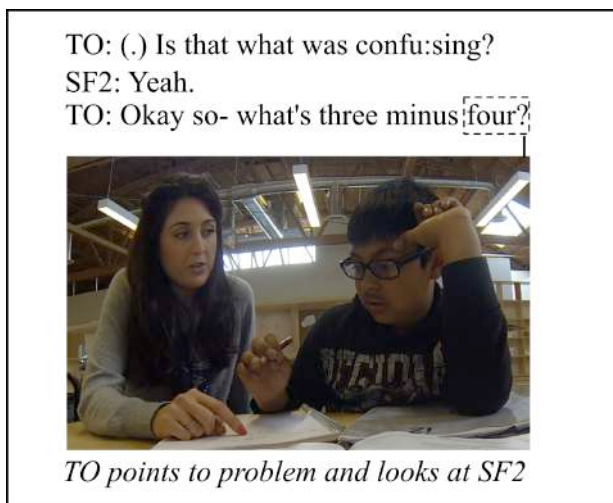 TO: (.) Is that what was confu:sing?
SF2: Yeah.
TO: Okay so- what's three minus four?
TO points to problem and looks at SF2